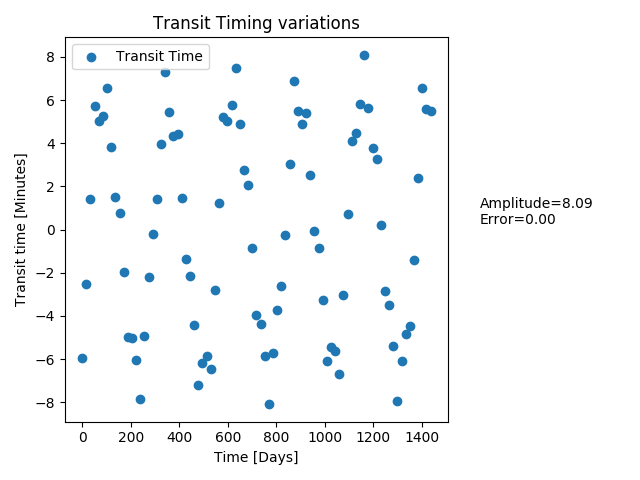 Transit Timing variations
Transit Time
Transit time [Minutes]
8
6
4
2
0
−2
−4
−6
−8
0 200 400 600 800 1000 1200 1400
Time [Days]
Amplitude=8.09
Error=0.00